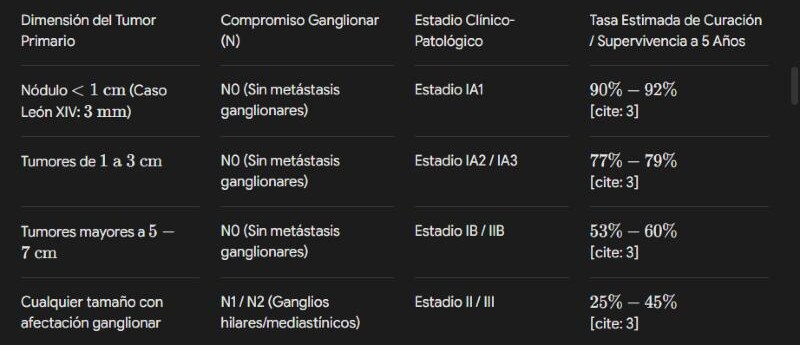 Dimensión del Tumor Primario | Compromiso Ganglionar (N) | Estadio Clínico-Patológico | Tasa Estimada de Curación / Supervivencia a 5 Años
Nódulo < 1 cm (Caso León XIV: 3 mm) | N0 (Sin metástasis ganglionares) | Estadio IA1 | 90% – 92% [cite: 3]
Tumores de 1 a 3 cm | N0 (Sin metástasis ganglionares) | Estadio IA2 / IA3 | 77% – 79% [cite: 3]
Tumores mayores a 5 – 7 cm | N0 (Sin metástasis ganglionares) | Estadio IB / IIB | 53% – 60% [cite: 3]
Cualquier tamaño con afectación ganglionar | N1 / N2 (Ganglios hilares/mediastínicos) | Estadio II / III | 25% – 45% [cite: 3]